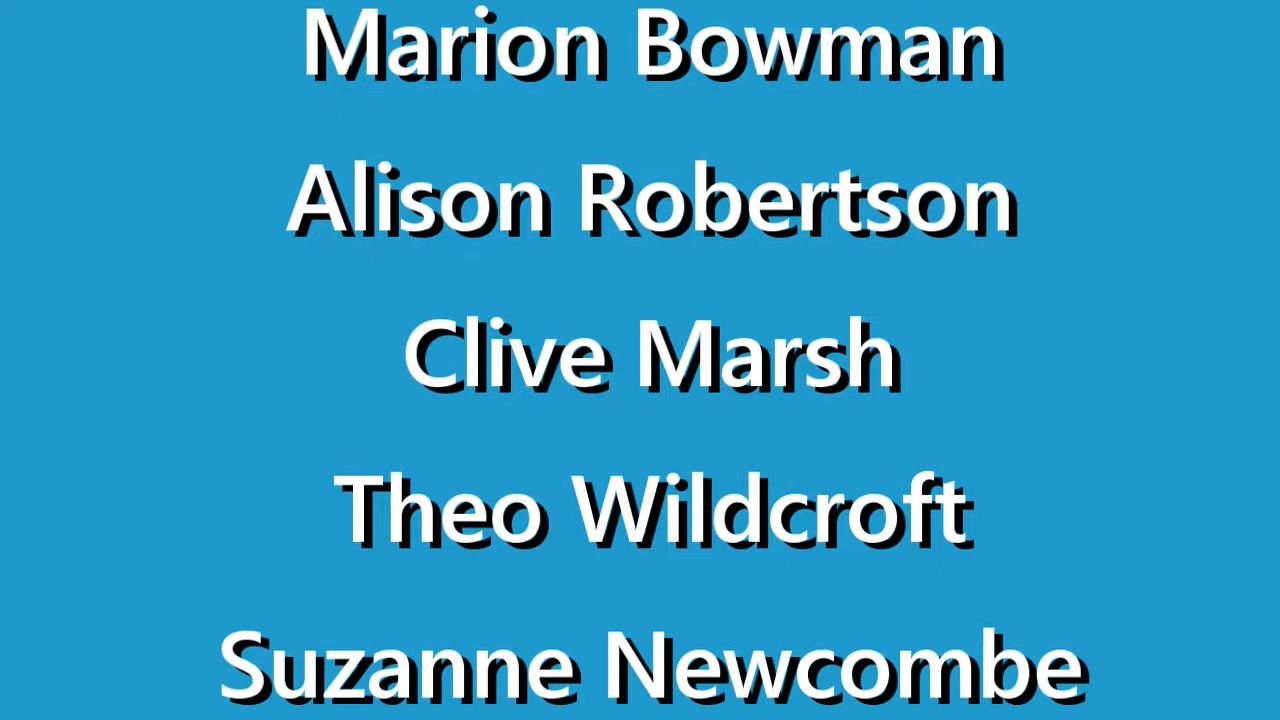 Marion Bowman
Alison Robertson
Clive Marsh
Theo Wildcroft
Suzanne Newcombe